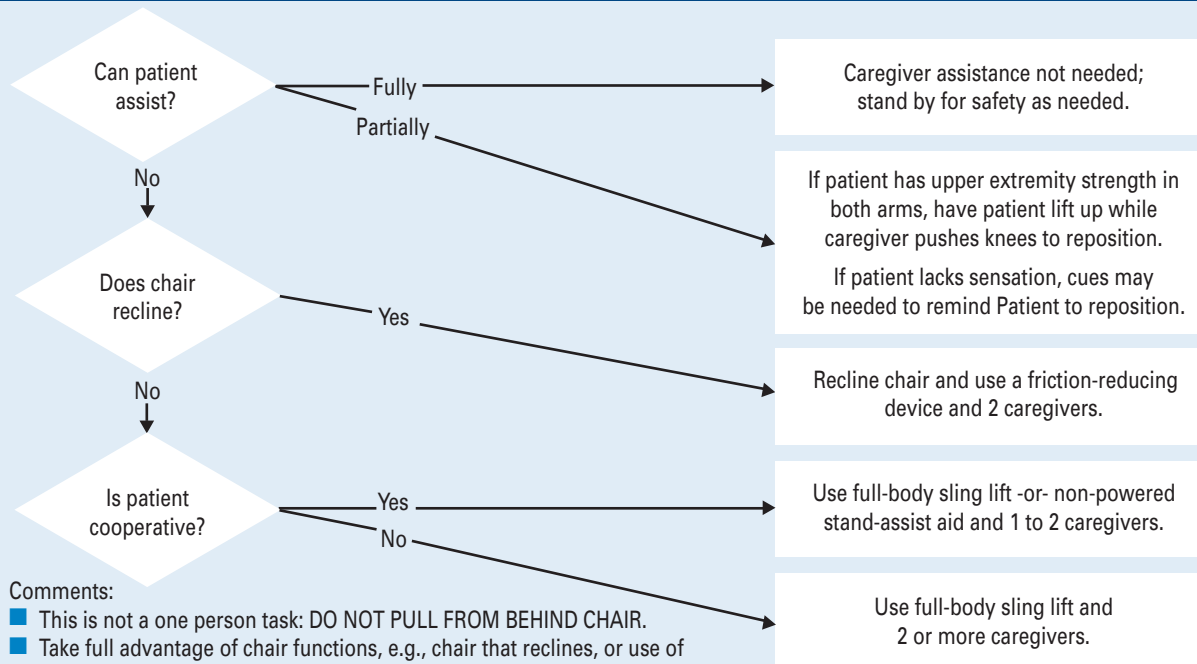 Can patient
assist?
Fully
Caregiver assistance not needed;
stand by for safety as needed.
Partially
If patient has upper extremity strength in
both arms, have patient lift up while
caregiver pushes knees to reposition.
If patient lacks sensation, cues may
be needed to remind Patient to reposition.
No
Does chair
recline?
Yes
Recline chair and use a friction-reducing
device and 2 caregivers.
No
Is patient
cooperative?
Yes
Use full-body sling lift -or- non-powered
stand-assist aid and 1 to 2 caregivers.
No
Use full-body sling lift and
2 or more caregivers.
Comments:
This is not a one person task: DO NOT PULL FROM BEHIND CHAIR.
Take full advantage of chair functions, e.g., chair that reclines, or use of